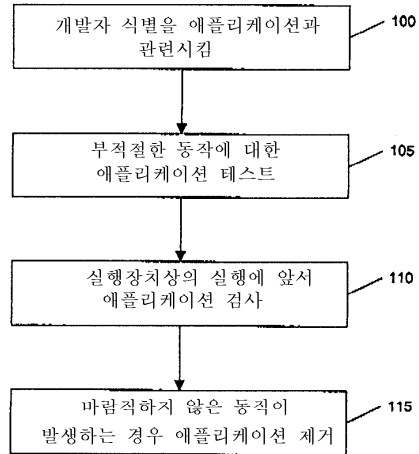 개발자 식별을 애플리케이션과
관련시킴
100
부적절한 동작에 대한
애플리케이션 테스트
105
실행장치상의 실행에 앞서
애플리케이션 검사
110
바람직하지 않은 동직이
발생하는 경우 애플리케이션 제거
115